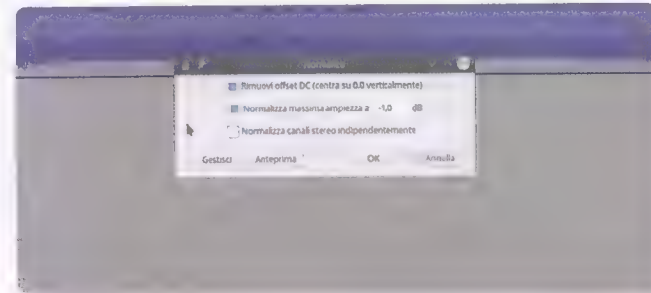 Normalizza
Rimuovi offset DC (centra su 0.0 verticalmente)
Normalizza massima ampiezza a -1,0 dB
Normalizza canali stereo indipendentemente
Gestisci Anteprima OK Annulla